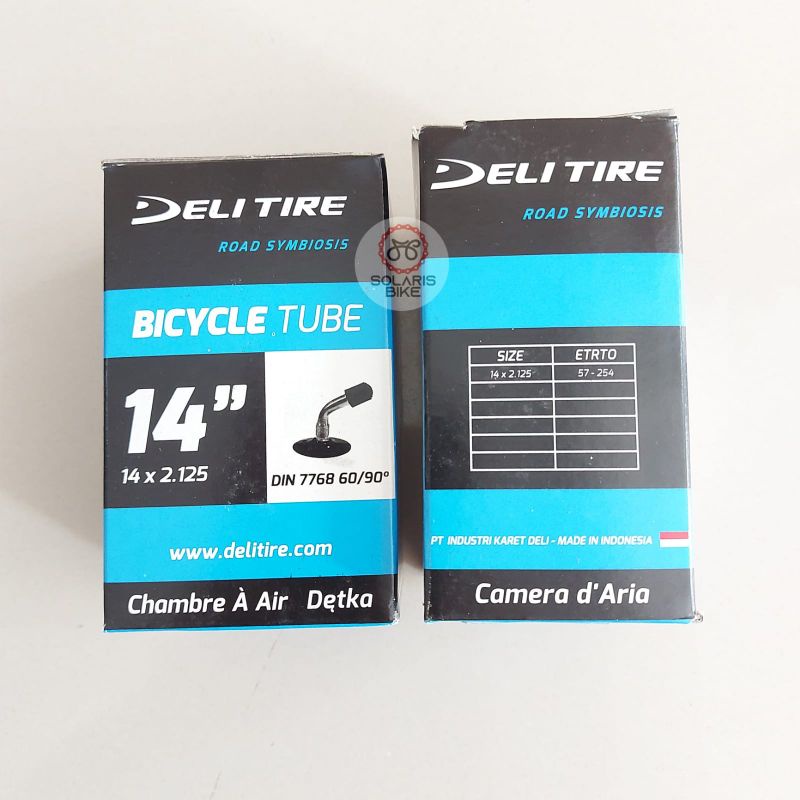 DELI TIRE
ROAD SYMBIOSIS
BICYCLE TUBE
14”
14 x 2.125
DIN 7768 60/90°
www.delitire.com
Chambre À Air Dętka
SOLARIS
BIKE
DELI TIRE
ROAD SYMBIOSIS
SIZE ETRTO
14 x 2.125 57 - 254
PT INDUSTRI KARET DELI - MADE IN INDONESIA
Camera d'Aria